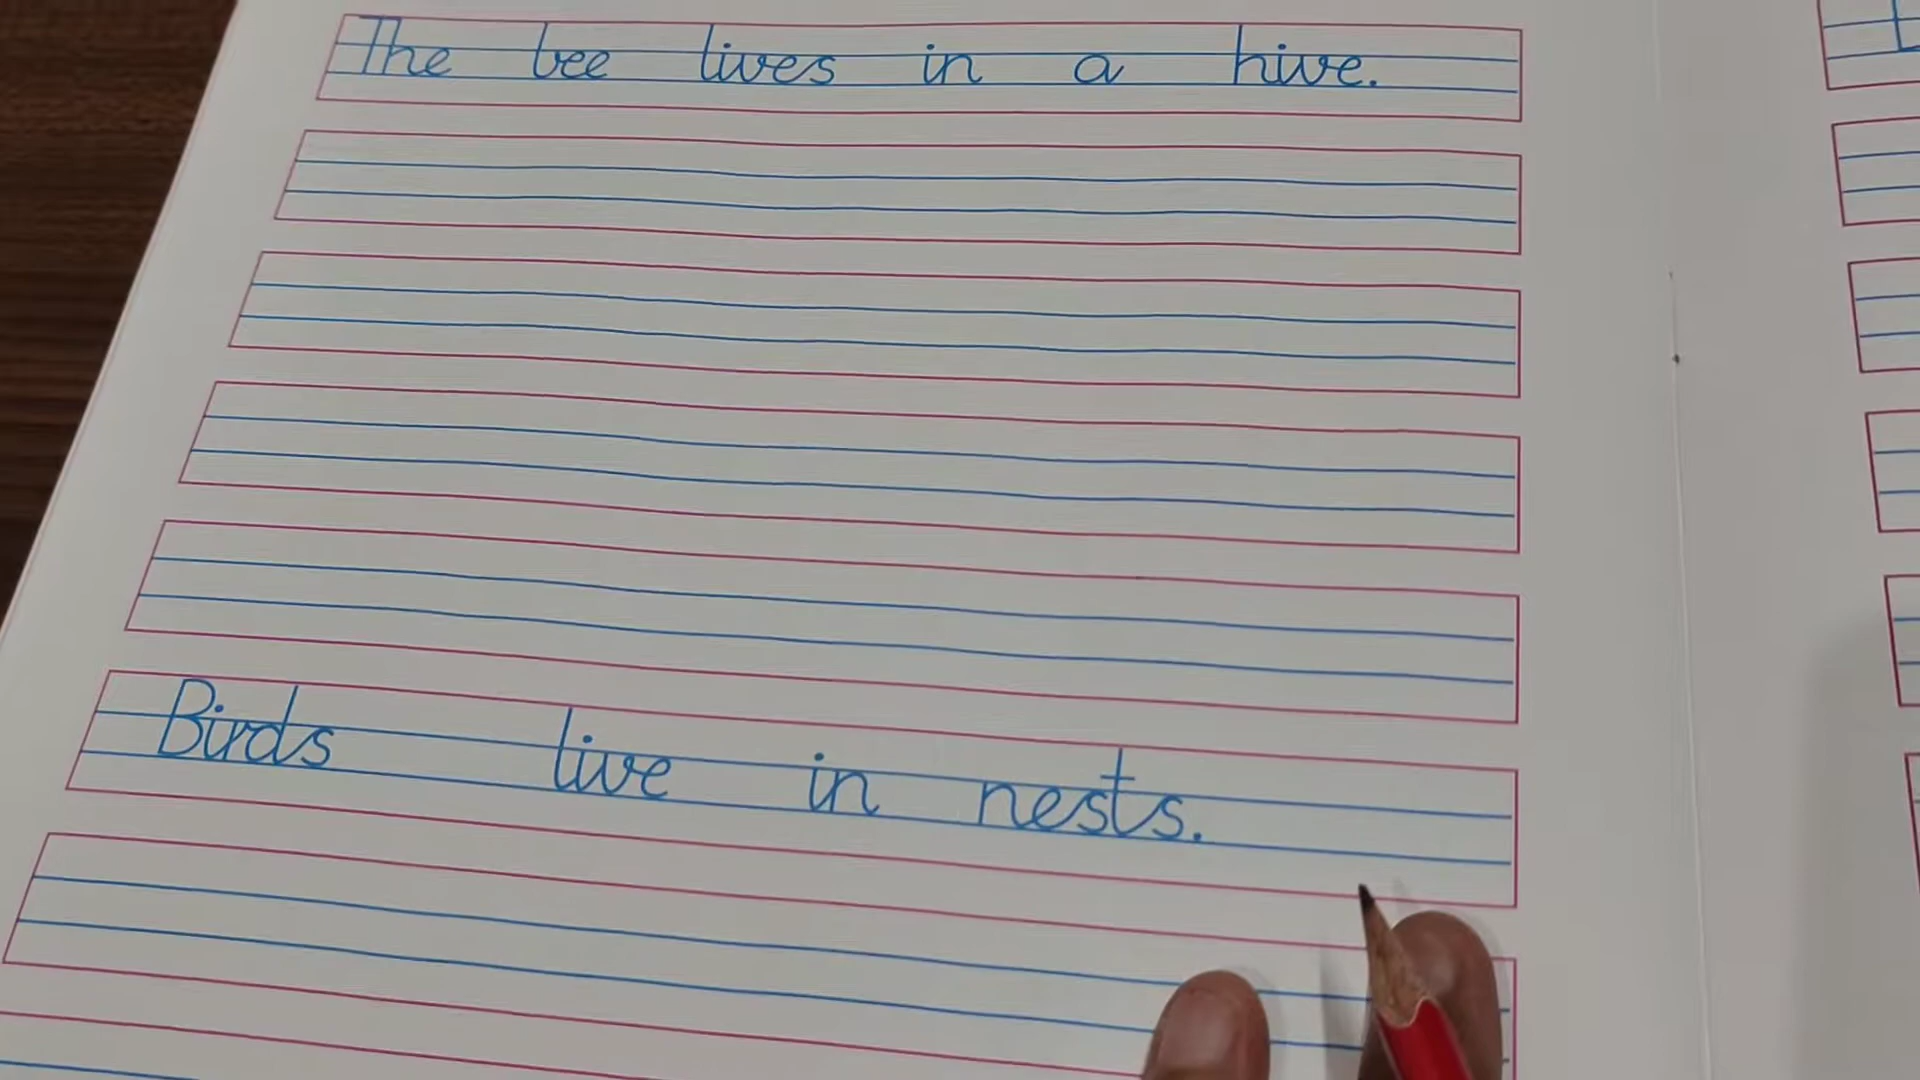 The bee lives in a hive.
Birds live in nests.